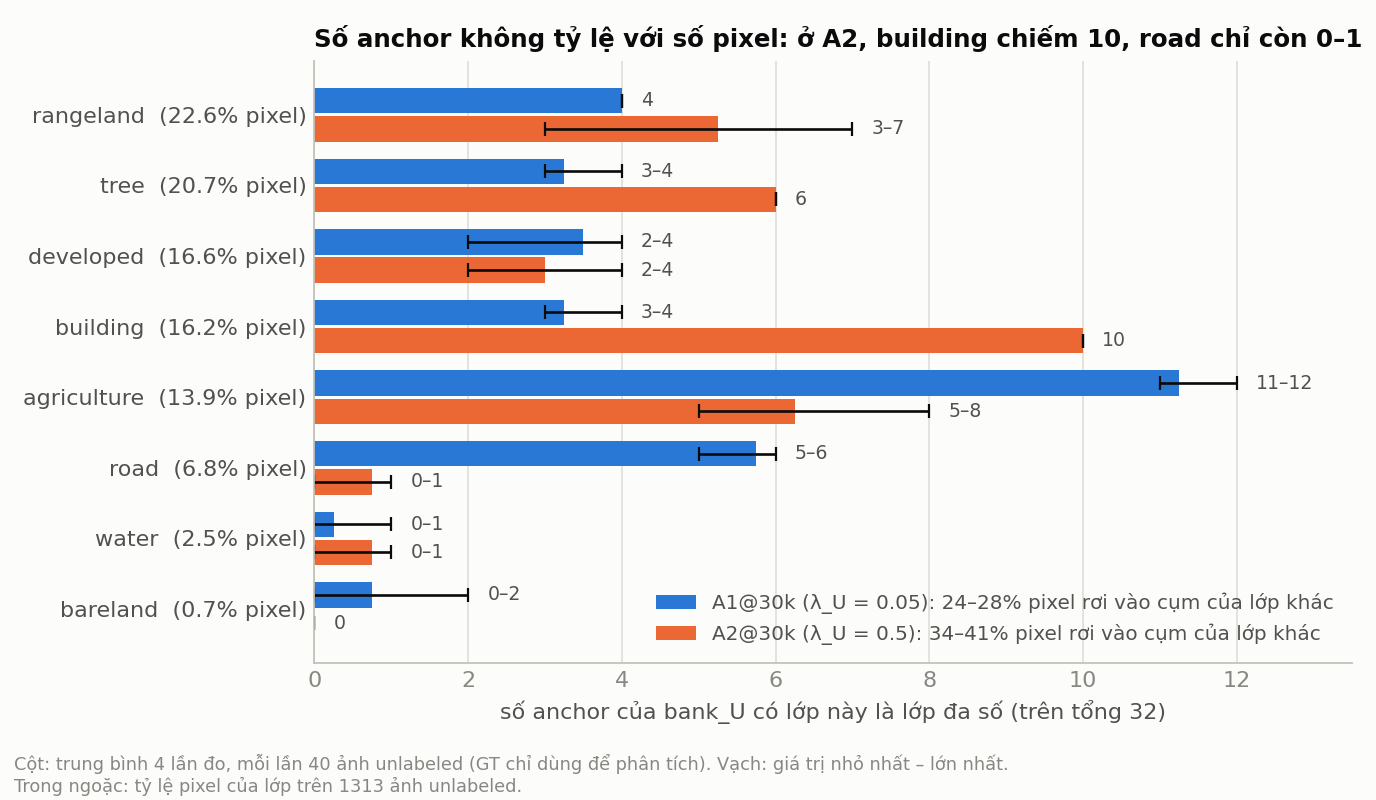 Số anchor không tỷ lệ với số pixel: ở A2, building chiếm 10, road chỉ còn 0–1
rangeland (22.6% pixel)
4
3–7
tree (20.7% pixel)
3–4
6
developed (16.6% pixel)
2–4
2–4
building (16.2% pixel)
3–4
10
agriculture (13.9% pixel)
11–12
5–8
road (6.8% pixel)
5–6
0–1
water (2.5% pixel)
0–1
0–1
bareland (0.7% pixel)
0–2
0
A1@30k (λ_U = 0.05): 24–28% pixel rơi vào cụm của lớp khác
A2@30k (λ_U = 0.5): 34–41% pixel rơi vào cụm của lớp khác
0 2 4 6 8 10 12
số anchor của bank_U có lớp này là lớp đa số (trên tổng 32)
Cột: trung bình 4 lần đo, mỗi lần 40 ảnh unlabeled (GT chỉ dùng để phân tích). Vạch: giá trị nhỏ nhất – lớn nhất.
Trong ngoặc: tỷ lệ pixel của lớp trên 1313 ảnh unlabeled.